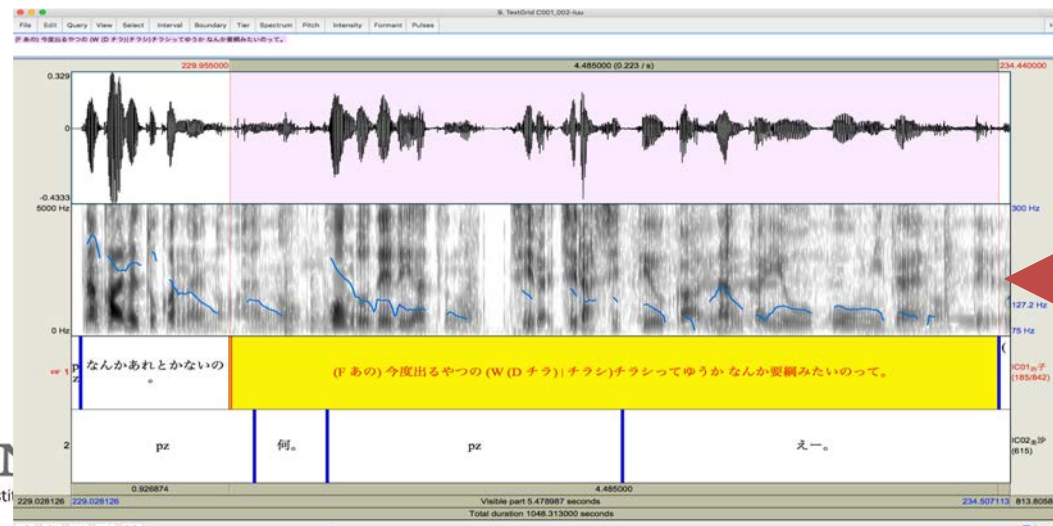 9. TextGrid C001_002-luu
File Edit Query View Select Interval Boundary Tier Spectrum Pitch Intensity Formant Pulses
(F あの) 今度出るやつの (W (D チラ)|チラシ)チラシってゆうか なんか要綱みたいのって。
229.955000 4.485000 (0.223 / s) 234.440000
0.329
0
-0.4333
5000 Hz 300 Hz
127.2 Hz
0 Hz 75 Hz
1 pz なんかあれとかないの。 (F あの) 今度出るやつの (W (D チラ)|チラシ)チラシってゆうか なんか要綱みたいのって。 (
(185/842)
2 pz 何。 pz えー。
(615)
0.926874 4.485000
229.028126 229.028126 Visible part 5.478987 seconds 234.507113 813.8058
Total duration 1048.313000 seconds